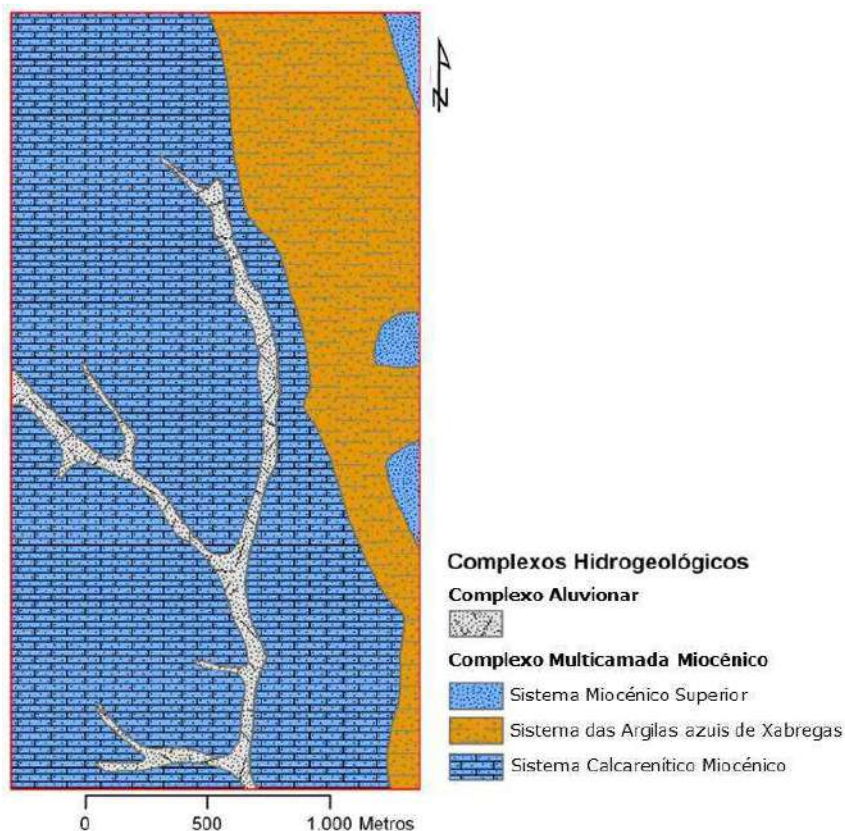 N
Complexos Hidrogeológicos
Complexo Aluvionar
Complexo Multicamada Miocénico
Sistema Miocénico Superior
Sistema das Argilas azuis de Xabregas
Sistema Calcarenítico Miocénico
0 500 1.000 Metros